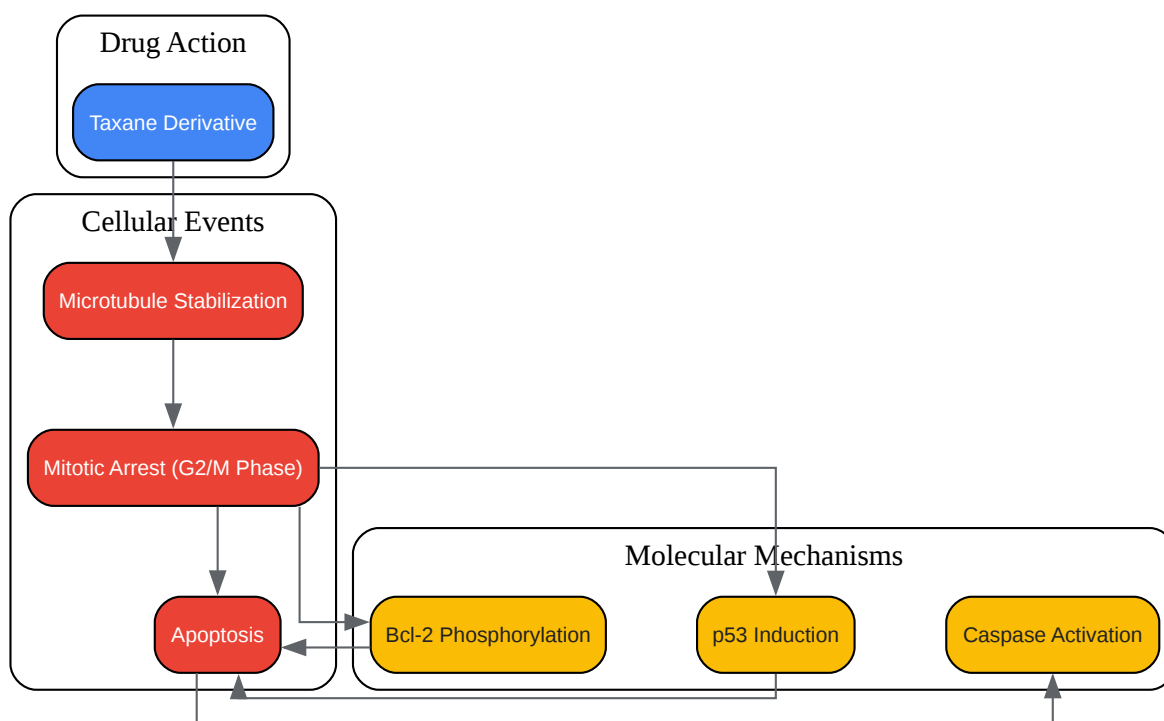 Drug Action
Taxane Derivative
Cellular Events
Microtubule Stabilization
Mitotic Arrest (G2/M Phase)
Molecular Mechanisms
Apoptosis
Bcl-2 Phosphorylation
p53 Induction
Caspase Activation